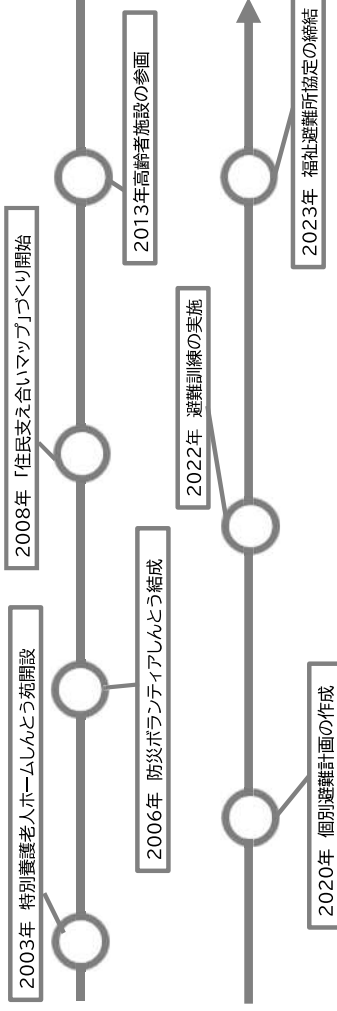 2003年 特別養護老人ホームしんとう苑開設
2006年 防災ボランティアしんとう結成
2008年 「住民支え合いマップ」づくり開始
2013年高齢者施設の参画
2020年 個別避難計画の作成
2022年 避難訓練の実施
2023年 福祉避難所協定の締結